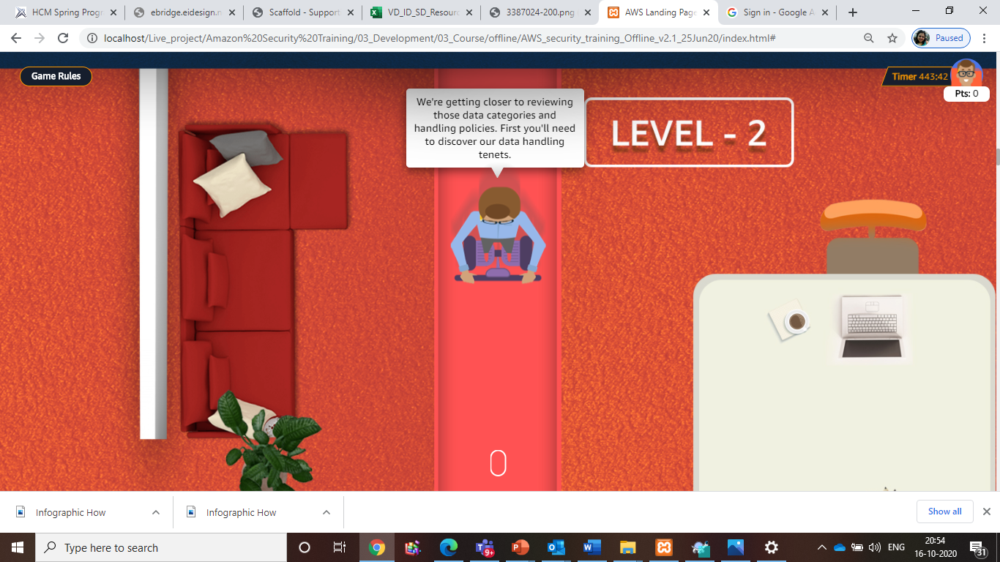 HCM Spring Progr
ebridge.eidesign.n
Scaffold - Support
VD_ID_SD_Resourc
3387024-200.png
AWS Landing Page
Sign in - Google A
localhost/Live_project/Amazon%20Security%20Training/03_Development/03_Course/offline/AWS_security_training_Offline_v2.1_25Jun20/index.html#
Paused
Game Rules
Timer 443:42
Pts: 0
We're getting closer to reviewing
those data categories and
handling policies. First you'll need
to discover our data handling
tenets.
LEVEL - 2
Infographic How
Infographic How
Show all
Type here to search
9+
ENG
20:54
16-10-2020
31